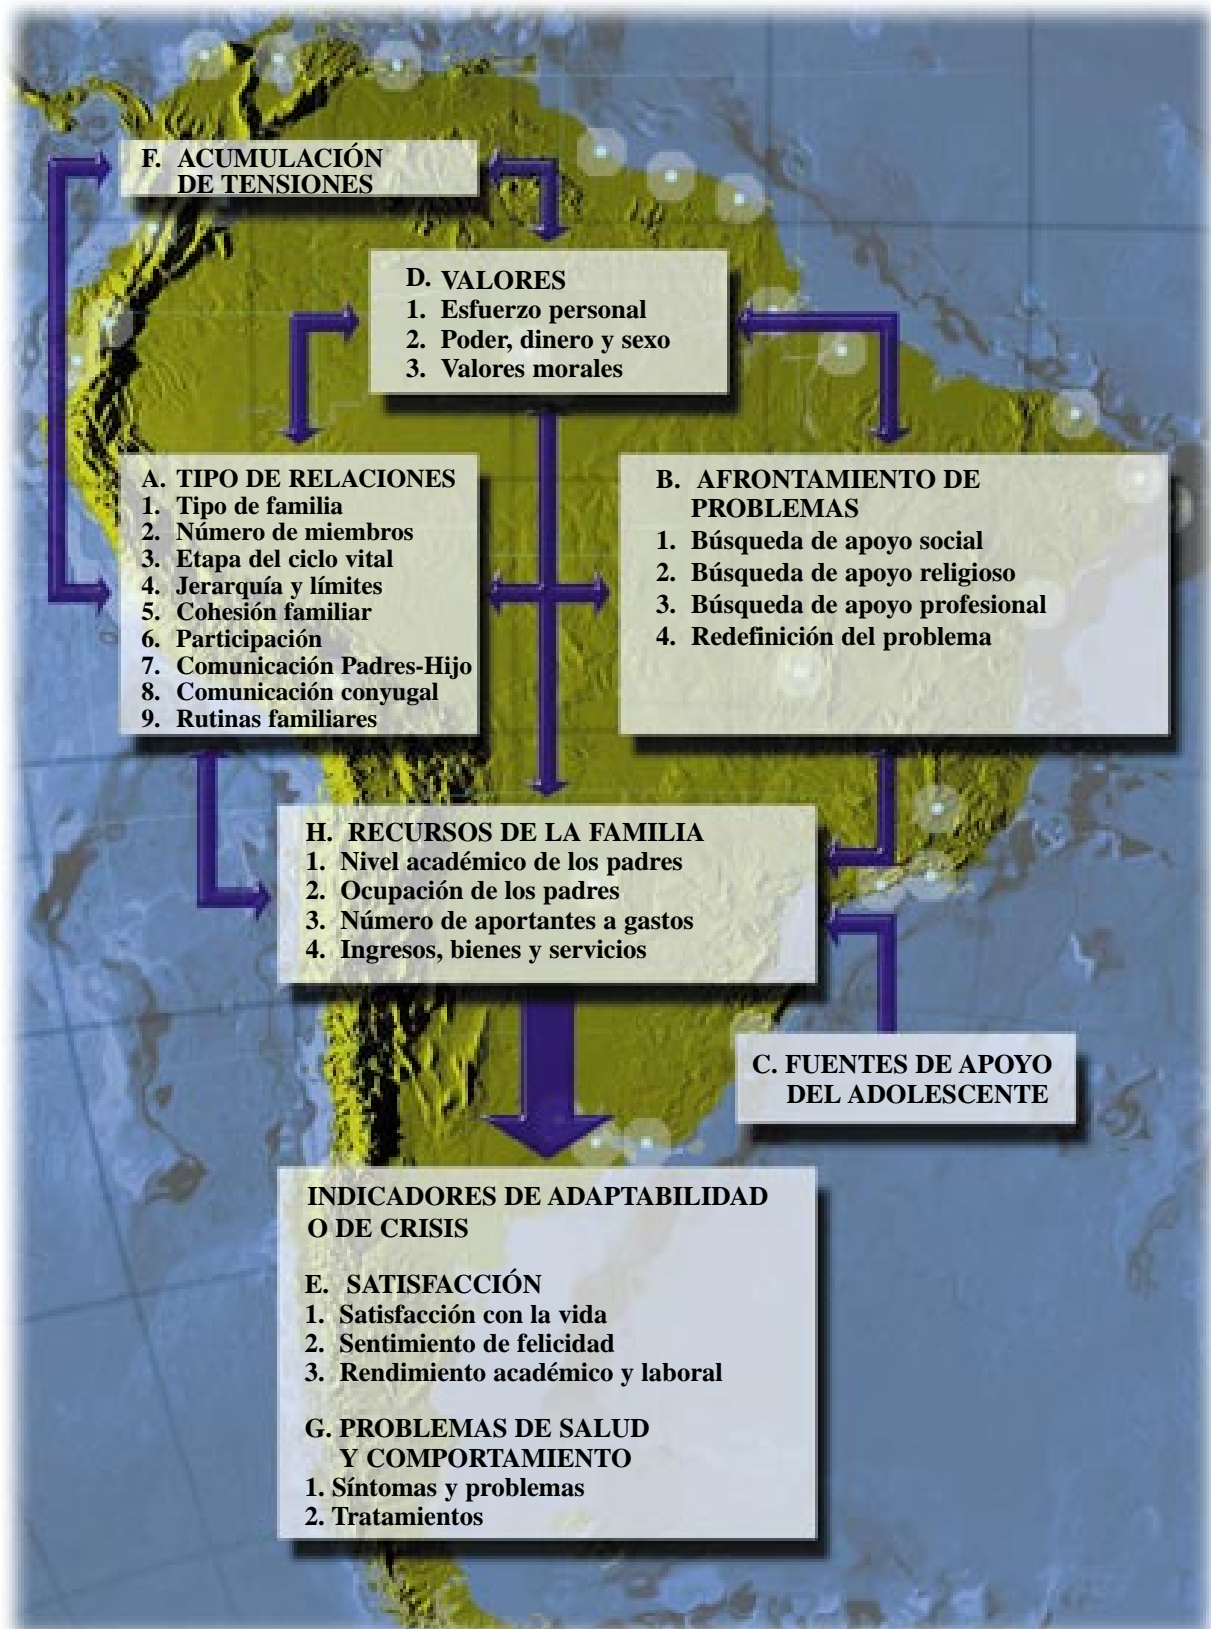 F. ACUMULACIÓN
DE TENSIONES
D. VALORES
1. Esfuerzo personal
2. Poder, dinero y sexo
3. Valores morales
A. TIPO DE RELACIONES
1. Tipo de familia
2. Número de miembros
3. Etapa del ciclo vital
4. Jerarquía y límites
5. Cohesión familiar
6. Participación
7. Comunicación Padres-Hijo
8. Comunicación conyugal
9. Rutinas familiares
B. AFRONTAMIENTO DE
PROBLEMAS
1. Búsqueda de apoyo social
2. Búsqueda de apoyo religioso
3. Búsqueda de apoyo profesional
4. Redefinición del problema
H. RECURSOS DE LA FAMILIA
1. Nivel académico de los padres
2. Ocupación de los padres
3. Número de aportantes a gastos
4. Ingresos, bienes y servicios
C. FUENTES DE APOYO
DEL ADOLESCENTE
INDICADORES DE ADAPTABILIDAD
O DE CRISIS
E. SATISFACCIÓN
1. Satisfacción con la vida
2. Sentimiento de felicidad
3. Rendimiento académico y laboral
G. PROBLEMAS DE SALUD
Y COMPORTAMIENTO
1. Síntomas y problemas
2. Tratamientos